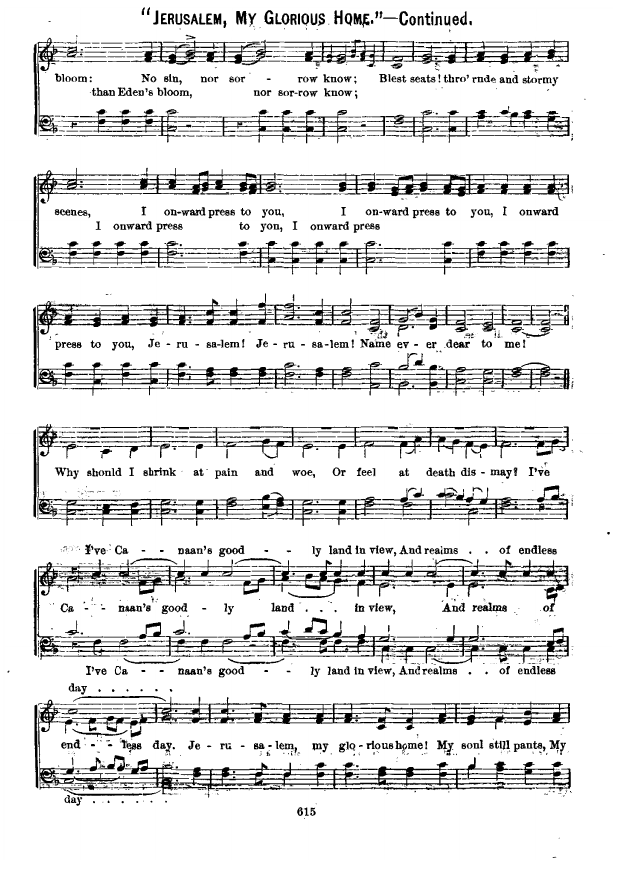 "JERUSALEM, MY GLORIOUS HOME."—Continued.
bloom: No sin, nor sor - - row know; Blest seats! thro' rude and stormy
than Eden's bloom, nor sor-row know;
scenes, I on-ward press to you, I on-ward press to you, I onward
I onward press to you, I onward press
press to you, Je-ru-sa-lem! Je-ru-sa-lem! Name ev-er dear to me!
Why should I shrink at pain and woe, Or feel at death dis-may? I've
I've Ca - - naan's good - - ly land in view, And realms . . of endless
Ca - - naan's good- - ly land . . . in view, And realms of
I've Ca - - naan's good - - ly land in view, And realms . . of endless
day . . . . . .
end - - less day. Je-ru-sa-lem, my glo-rious home! My soul still pants, My
day . . . . . .
615